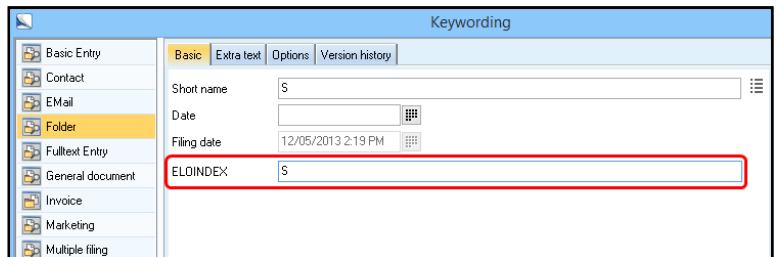 Keywording
Basic Entry
Contact
EMail
Folder
Fulltext Entry
General document
Invoice
Marketing
Multiple filing
Basic Extra text Options Version history
Short name S
Date
Filing date 12/05/2013 2:19 PM
ELOINDEX S